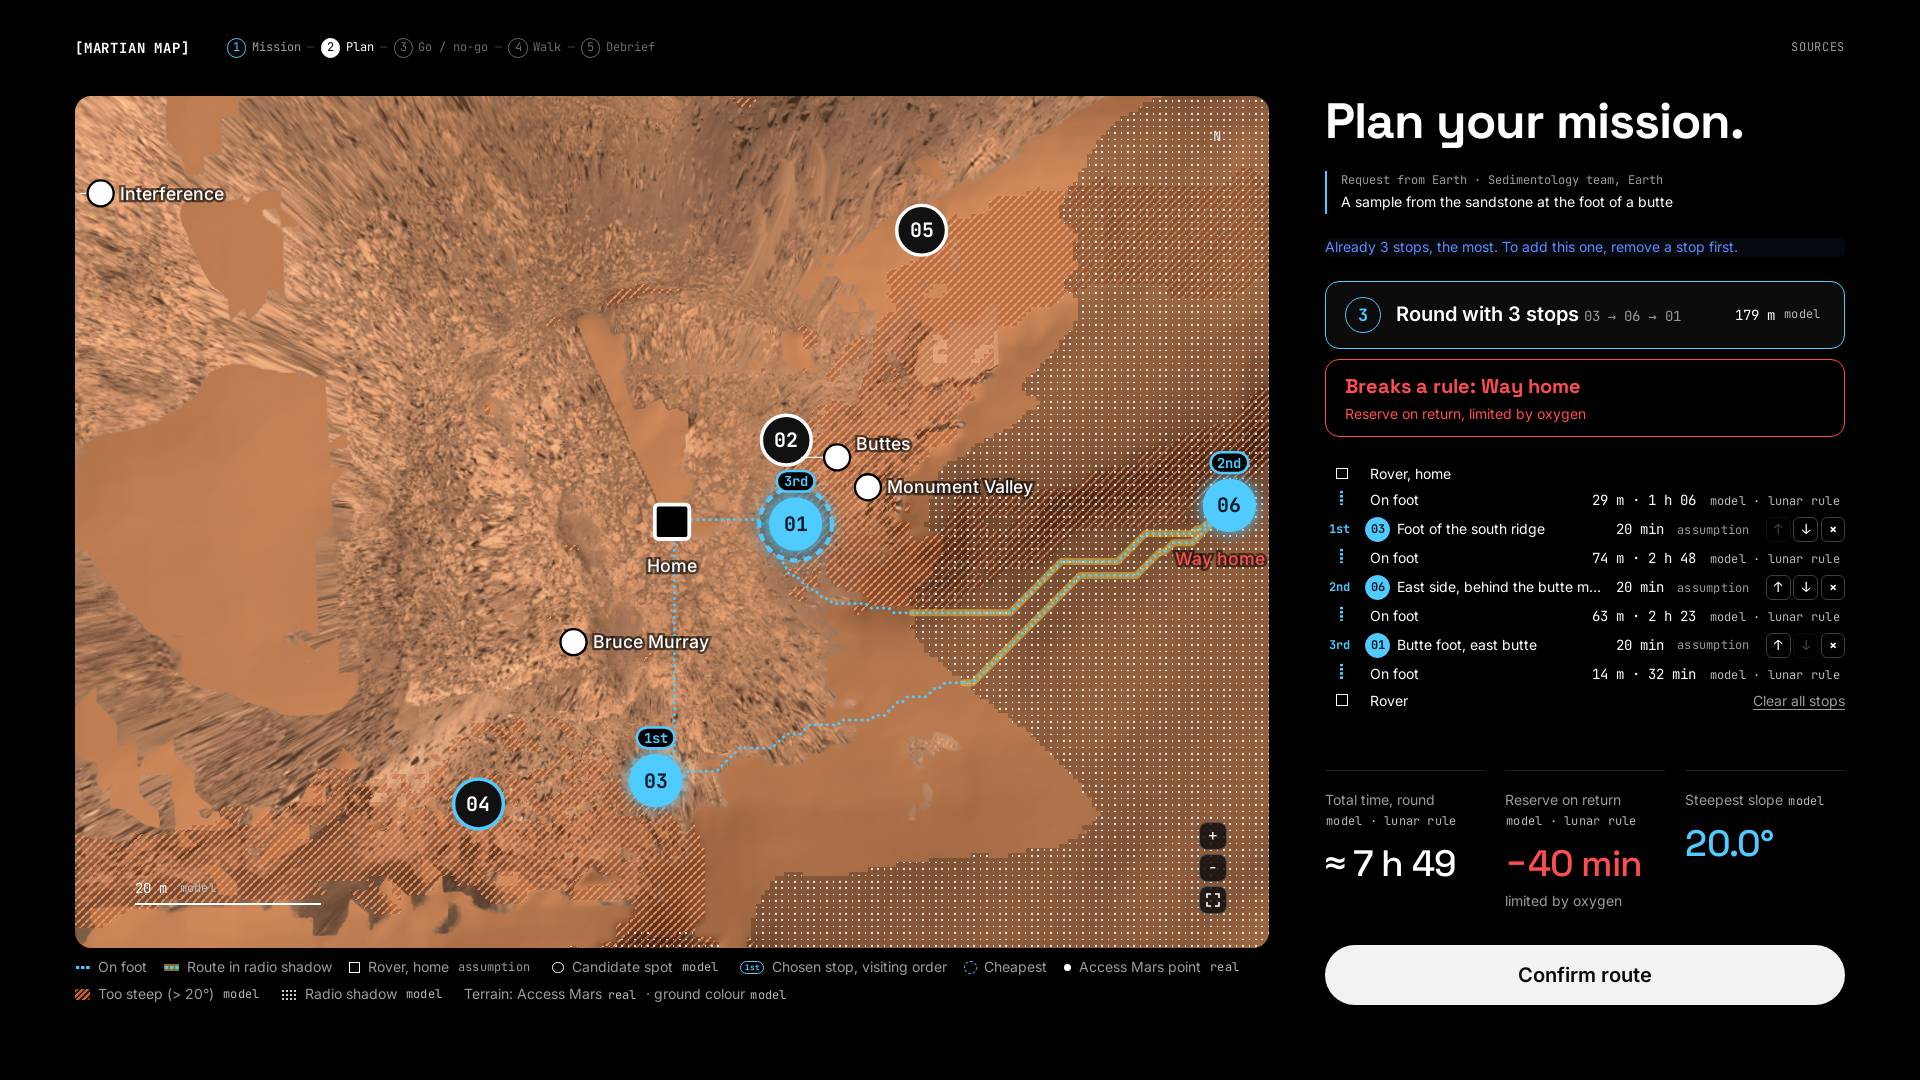 [MARTIAN MAP] 1 Mission — 2 Plan — 3 Go / no-go — 4 Walk — 5 Debrief SOURCES
N
Interference
05
02
Buttes
3rd
Monument Valley
01
2nd
06
Home
Way home
Bruce Murray
1st
03
04
20 m model
+
-
On foot Route in radio shadow Rover, home assumption Candidate spot model 1st Chosen stop, visiting order Cheapest Access Mars point real
Too steep (> 20°) model Radio shadow model Terrain: Access Mars real · ground colour model
Plan your mission.
Request from Earth · Sedimentology team, Earth
A sample from the sandstone at the foot of a butte
Already 3 stops, the most. To add this one, remove a stop first.
3 Round with 3 stops 03 → 06 → 01 179 m model
Breaks a rule: Way home
Reserve on return, limited by oxygen
Rover, home
On foot 29 m · 1 h 06 model · lunar rule
1st 03 Foot of the south ridge 20 min assumption ↑ ↓ ×
On foot 74 m · 2 h 48 model · lunar rule
2nd 06 East side, behind the butte m... 20 min assumption ↑ ↓ ×
On foot 63 m · 2 h 23 model · lunar rule
3rd 01 Butte foot, east butte 20 min assumption ↑ ↓ ×
On foot 14 m · 32 min model · lunar rule
Rover Clear all stops
Total time, round
model · lunar rule
≈ 7 h 49
Reserve on return
model · lunar rule
−40 min
limited by oxygen
Steepest slope model
20.0°
Confirm route